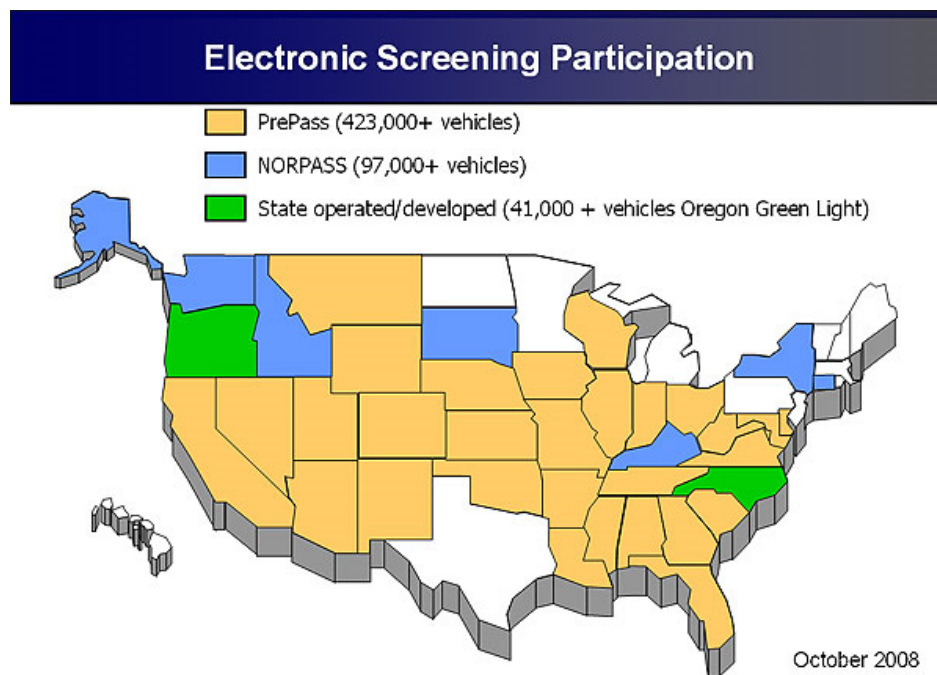 Electronic Screening Participation
PrePass (423,000+ vehicles)
NORPASS (97,000+ vehicles)
State operated/developed (41,000 + vehicles Oregon Green Light)
October 2008